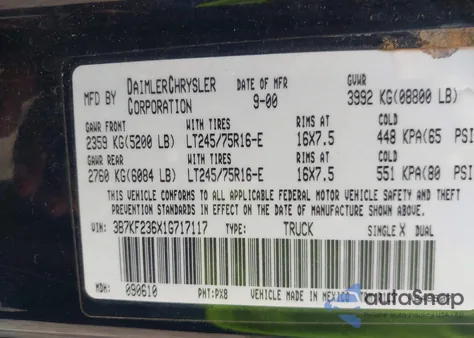 MFD BY DAIMLERCHRYSLER CORPORATION DATE OF MFR 9-00 GVWR 3992 KG(08800 LB)
GAWR FRONT WITH TIRES RIMS AT COLD
2359 KG(5200 LB) LT245/75R16-E 16X7.5 448 KPA(65 PSI
GAWR REAR WITH TIRES RIMS AT COLD
2760 KG(6084 LB) LT245/75R16-E 16X7.5 551 KPA(80 PSI
THIS VEHICLE CONFORMS TO ALL APPLICABLE FEDERAL MOTOR VEHICLE SAFETY &
THEFT PREVENTION STANDARDS IN EFFECT ON THE DATE OF MFR SHOWN ABOVE
VIN: 3B7KF236X1G717117 TYPE: TRUCK SINGLE X DUAL
MDH: 090610 PNT: PX8 VEHICLE MADE IN MEXICO
autoSnap